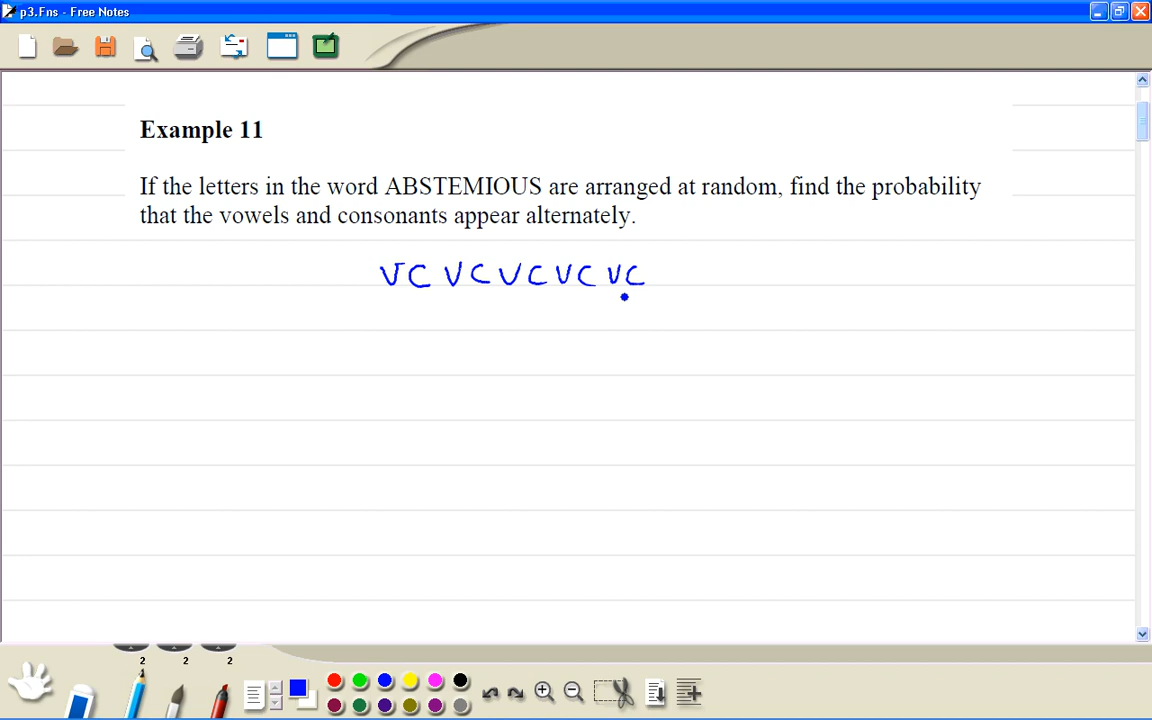 p3.Fns - Free Notes
Example 11
If the letters in the word ABSTEMIOUS are arranged at random, find the probability
that the vowels and consonants appear alternately.
VC VC VC VC VC
2 2 2